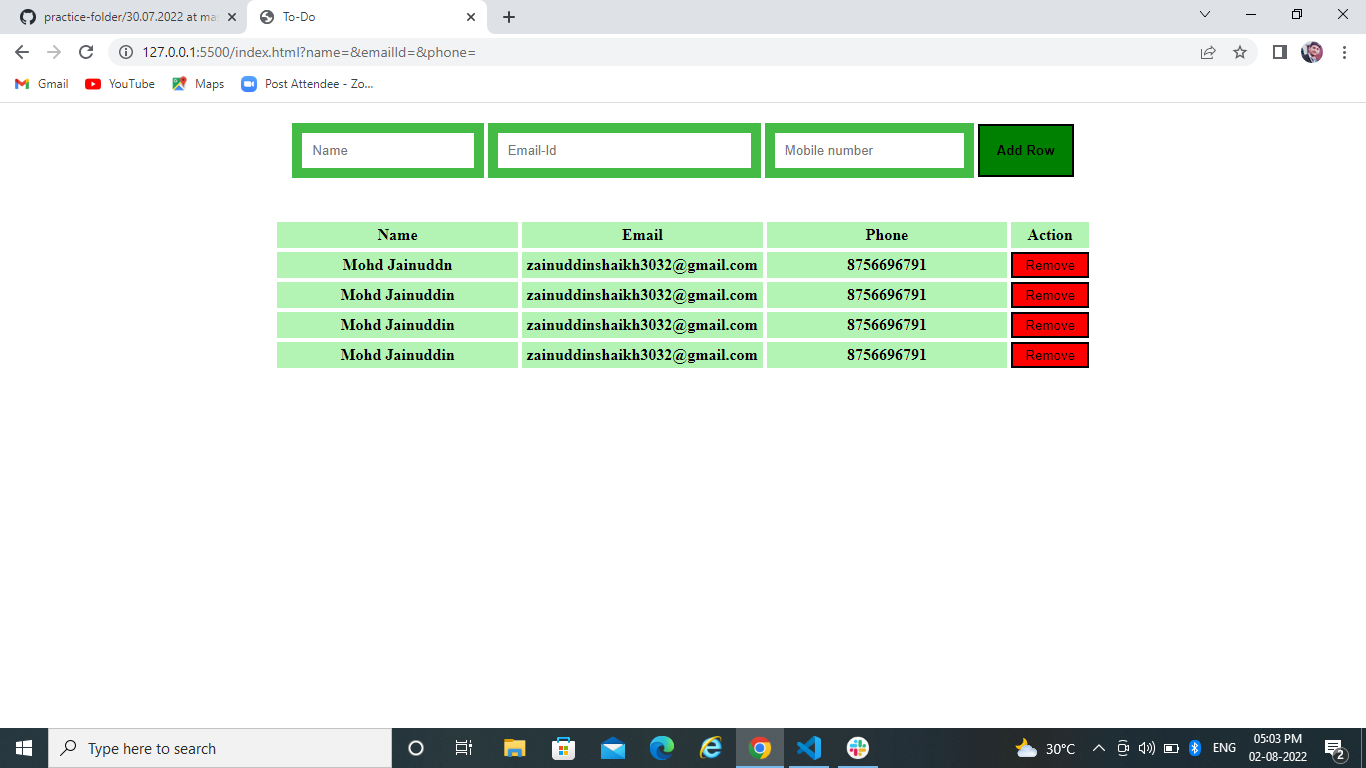 practice-folder/30.07.2022 at ma
To-Do
127.0.0.1:5500/index.html?name=&emailId=&phone=
Gmail YouTube Maps Post Attendee - Zo...
Name Email-Id Mobile number Add Row
Name Email Phone Action
Mohd Jainuddn zainuddinshaikh3032@gmail.com 8756696791 Remove
Mohd Jainuddin zainuddinshaikh3032@gmail.com 8756696791 Remove
Mohd Jainuddin zainuddinshaikh3032@gmail.com 8756696791 Remove
Mohd Jainuddin zainuddinshaikh3032@gmail.com 8756696791 Remove
Type here to search
30°C
ENG
05:03 PM
02-08-2022
2